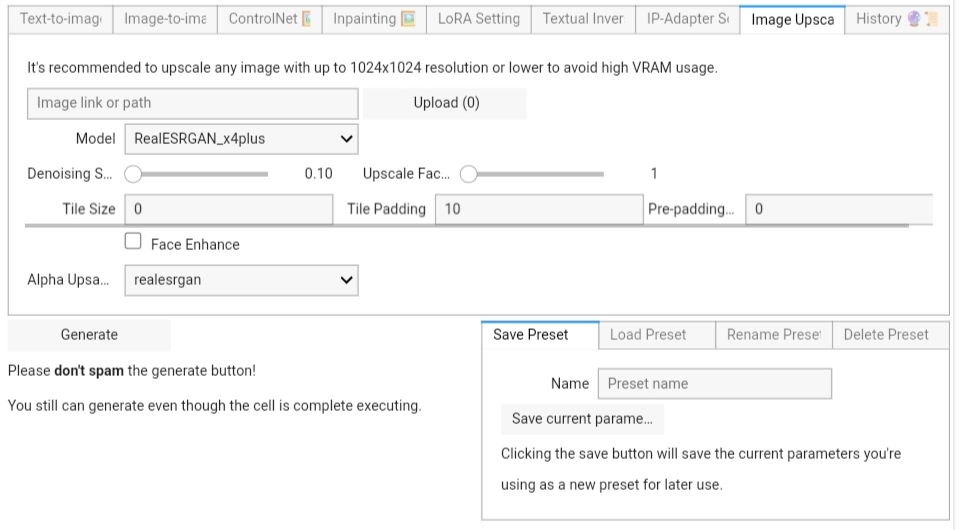 Text-to-imag Image-to-ima ControlNet Inpainting LoRA Setting Textual Inver IP-Adapter S Image Upsca History
It's recommended to upscale any image with up to 1024x1024 resolution or lower to avoid high VRAM usage.
Image link or path Upload (0)
Model RealESRGAN_x4plus
Denoising S... 0.10 Upscale Fac... 1
Tile Size 0 Tile Padding 10 Pre-padding... 0
Face Enhance
Alpha Upsa... realesrgan
Generate
Please don't spam the generate button!
You still can generate even though the cell is complete executing.
Save Preset Load Preset Rename Prese Delete Preset
Name Preset name
Save current parame...
Clicking the save button will save the current parameters you're
using as a new preset for later use.